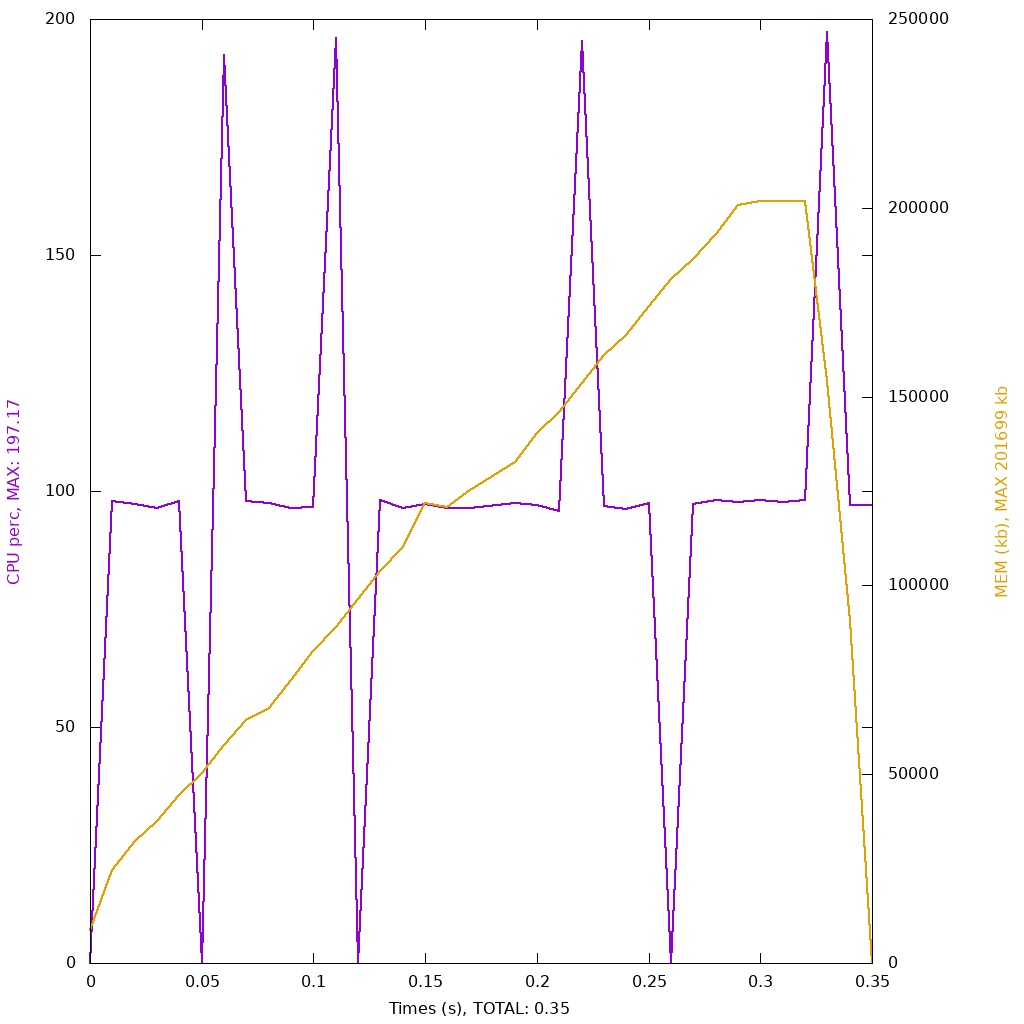 200
150
100
50
0
CPU perc, MAX: 197.17
250000
200000
150000
100000
50000
0
MEM (kb), MAX 201699 kb
0 0.05 0.1 0.15 0.2 0.25 0.3 0.35
Times (s), TOTAL: 0.35